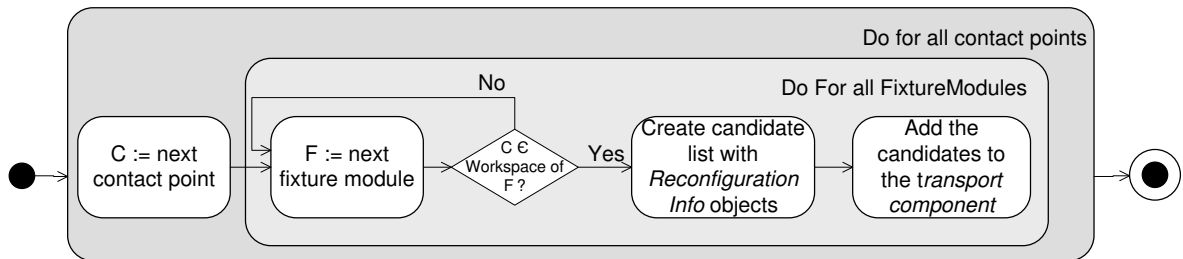 Do for all contact points
Do For all FixtureModules
No
C := next
contact point
F := next
fixture module
C Є
Workspace of
F ?
Yes
Create candidate
list with
Reconfiguration
Info objects
Add the
candidates to
the transport
component